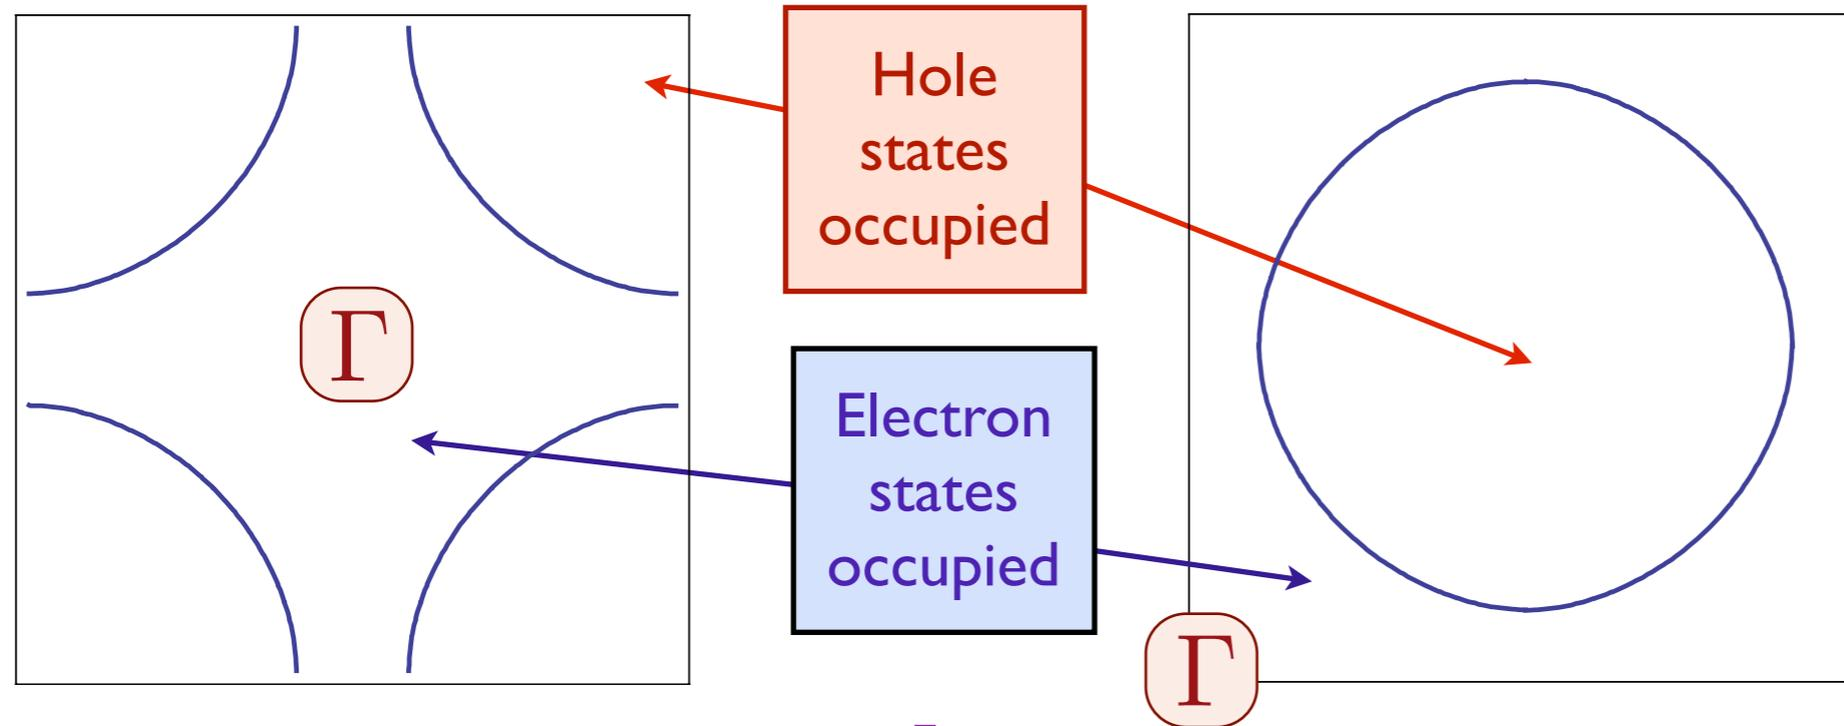 Hole
states
occupied
Γ
Electron
states
occupied
Γ